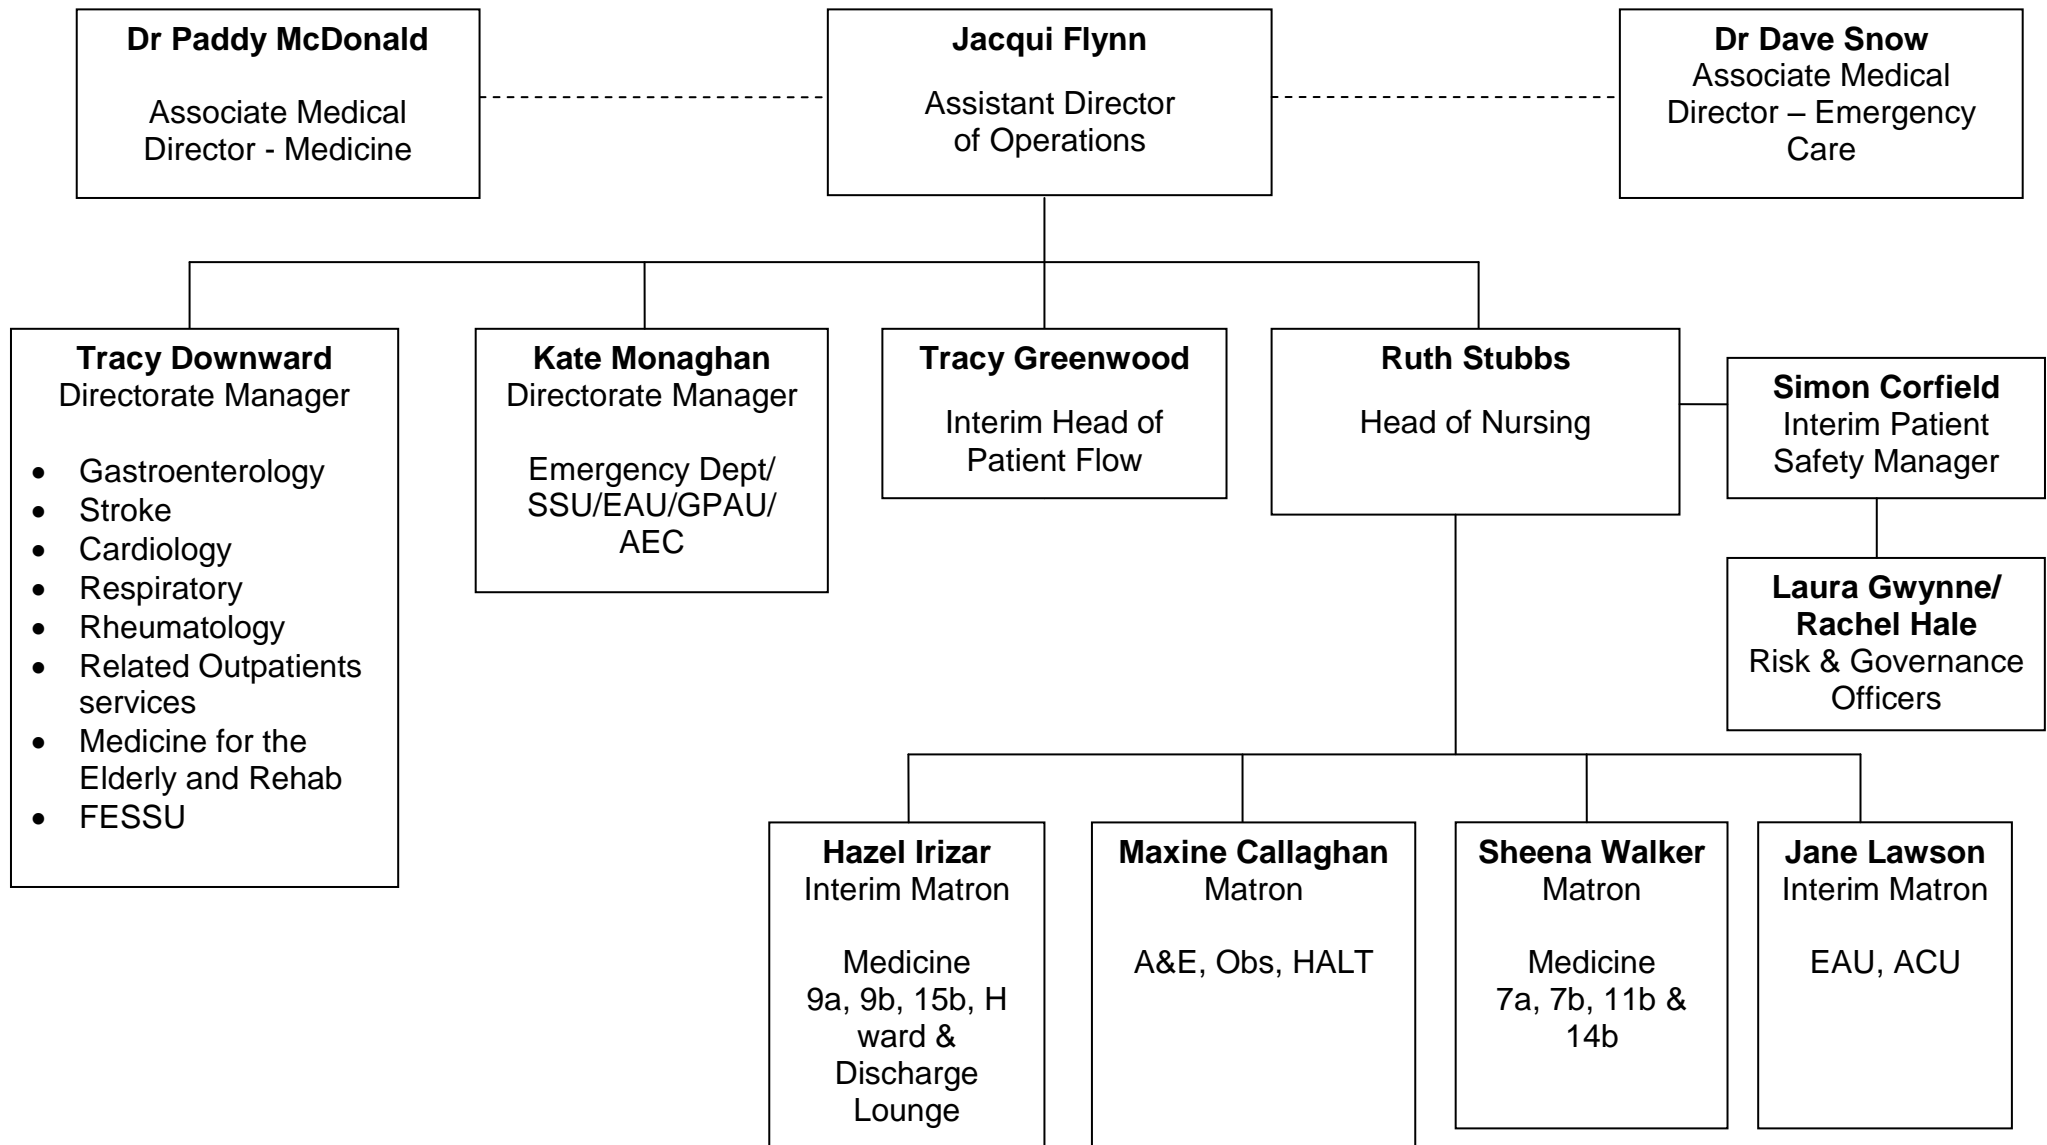 Dr Paddy McDonald
Associate Medical
Director - Medicine
Jacqui Flynn
Assistant Director
of Operations
Dr Dave Snow
Associate Medical
Director – Emergency
Care
Tracy Downward
Directorate Manager
• Gastroenterology
• Stroke
• Cardiology
• Respiratory
• Rheumatology
• Related Outpatients
services
• Medicine for the
Elderly and Rehab
• FESSU
Kate Monaghan
Directorate Manager
Emergency Dept/
SSU/EAU/GPAU/
AEC
Tracy Greenwood
Interim Head of
Patient Flow
Ruth Stubbs
Head of Nursing
Simon Corfield
Interim Patient
Safety Manager
Laura Gwynne/
Rachel Hale
Risk & Governance
Officers
Hazel Irizar
Interim Matron
Medicine
9a, 9b, 15b, H
ward &
Discharge
Lounge
Maxine Callaghan
Matron
A&E, Obs, HALT
Sheena Walker
Matron
Medicine
7a, 7b, 11b &
14b
Jane Lawson
Interim Matron
EAU, ACU